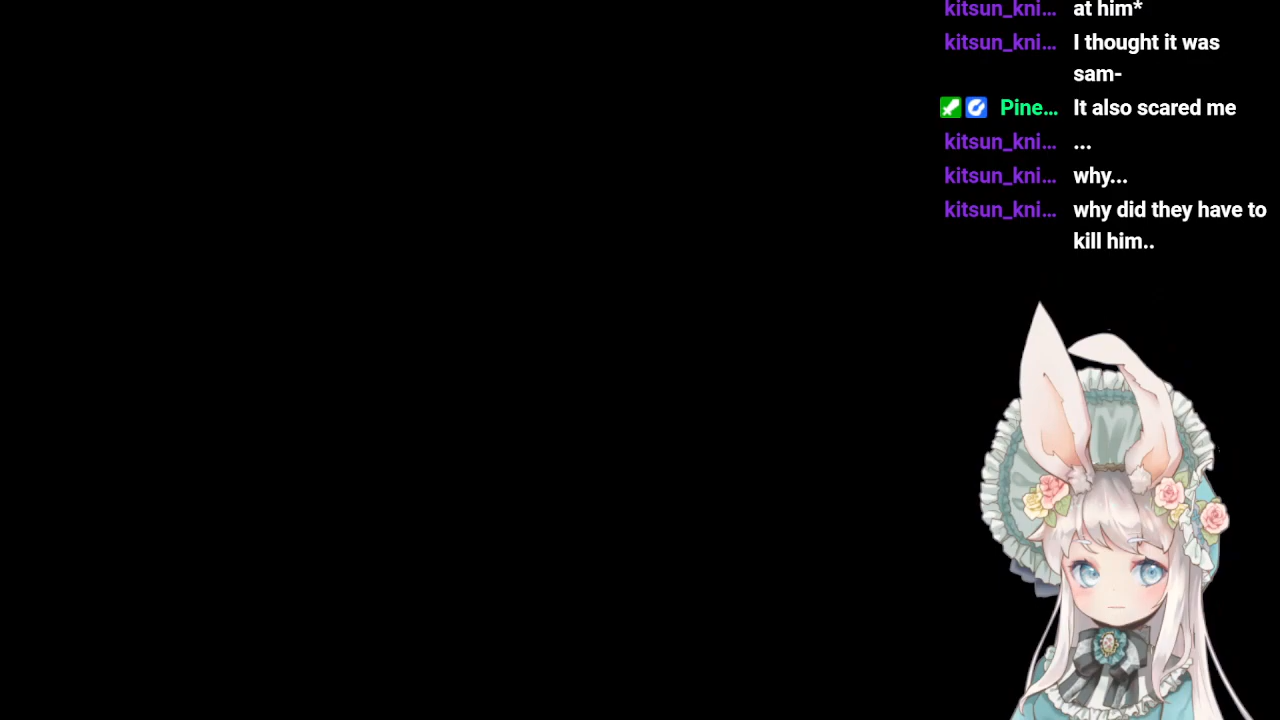 kitsun_kni... at him*
kitsun_kni... I thought it was
sam-
Pine... It also scared me
kitsun_kni... ...
kitsun_kni... why...
kitsun_kni... why did they have to
kill him..